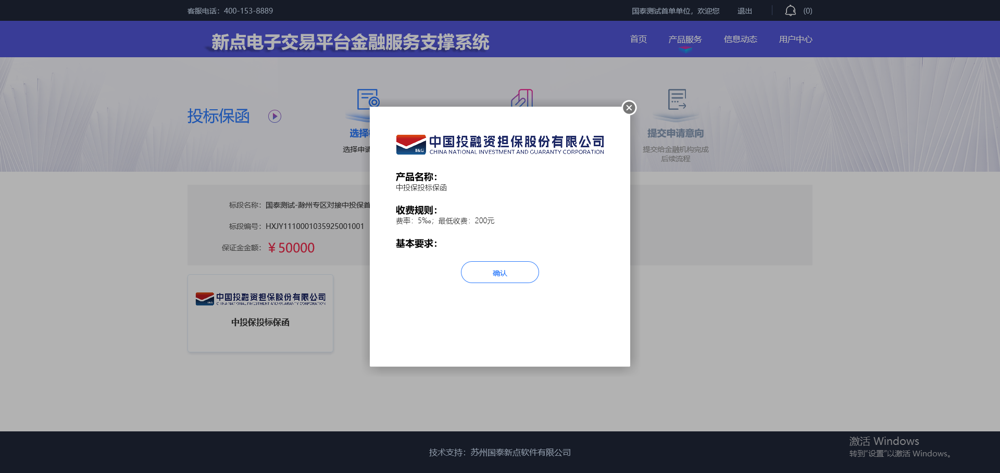 客服电话：400-153-8889
国泰测试首单单位，欢迎您
退出
(0)
新点电子交易平台金融服务支撑系统
首页
产品服务
信息动态
用户中心
投标保函
选择
选择申请
提交申请意向
提交给金融机构完成
后续流程
标段名称：国泰测试-滁州专区对接中投保首
标段编号：HXJY1110001035925001001
保证金金额：￥50000
中国投融资担保股份有限公司
I&G
CHINA NATIONAL INVESTMENT AND GUARANTY CORPORATION
中投保投标保函
I&G
中国投融资担保股份有限公司
CHINA NATIONAL INVESTMENT AND GUARANTY CORPORATION
产品名称：
中投保投标保函
收费规则：
费率：5‰；最低收费：200元
基本要求：
确认
技术支持：苏州国泰新点软件有限公司
激活 Windows
转到"设置"以激活 Windows。